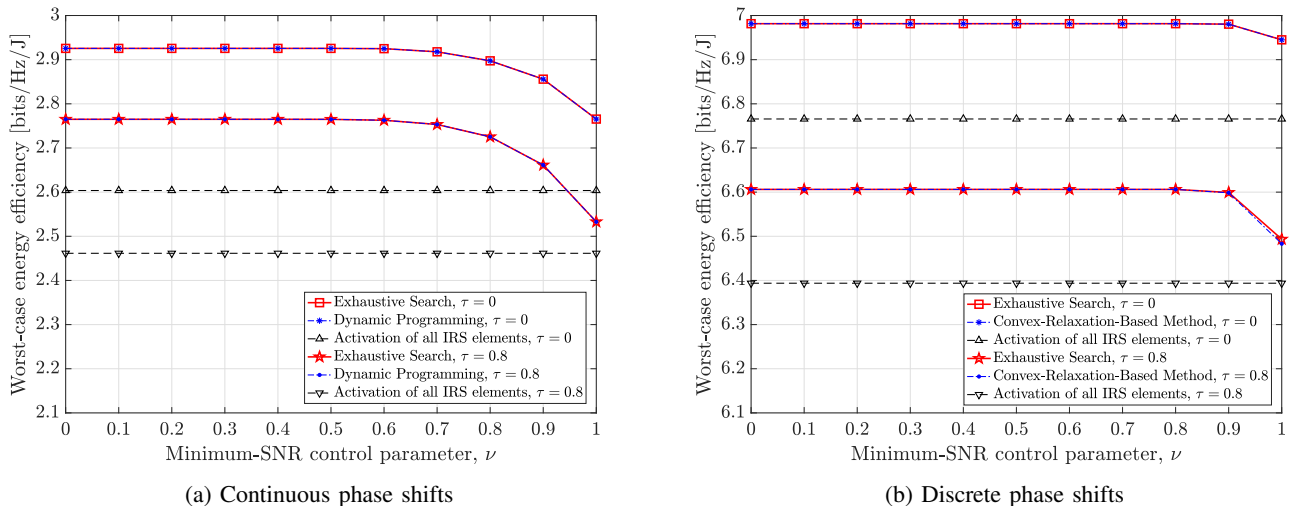 Worst-case energy efficiency [bits/Hz/J]
3
2.9
2.8
2.7
2.6
2.5
2.4
2.3
2.2
2.1
Exhaustive Search, τ = 0
Dynamic Programming, τ = 0
Activation of all IRS elements, τ = 0
Exhaustive Search, τ = 0.8
Dynamic Programming, τ = 0.8
Activation of all IRS elements, τ = 0.8
0 0.1 0.2 0.3 0.4 0.5 0.6 0.7 0.8 0.9 1
Minimum-SNR control parameter, ν
(a) Continuous phase shifts
Worst-case energy efficiency [bits/Hz/J]
7
6.9
6.8
6.7
6.6
6.5
6.4
6.3
6.2
6.1
Exhaustive Search, τ = 0
Convex-Relaxation-Based Method, τ = 0
Activation of all IRS elements, τ = 0
Exhaustive Search, τ = 0.8
Convex-Relaxation-Based Method, τ = 0.8
Activation of all IRS elements, τ = 0.8
0 0.1 0.2 0.3 0.4 0.5 0.6 0.7 0.8 0.9 1
Minimum-SNR control parameter, ν
(b) Discrete phase shifts